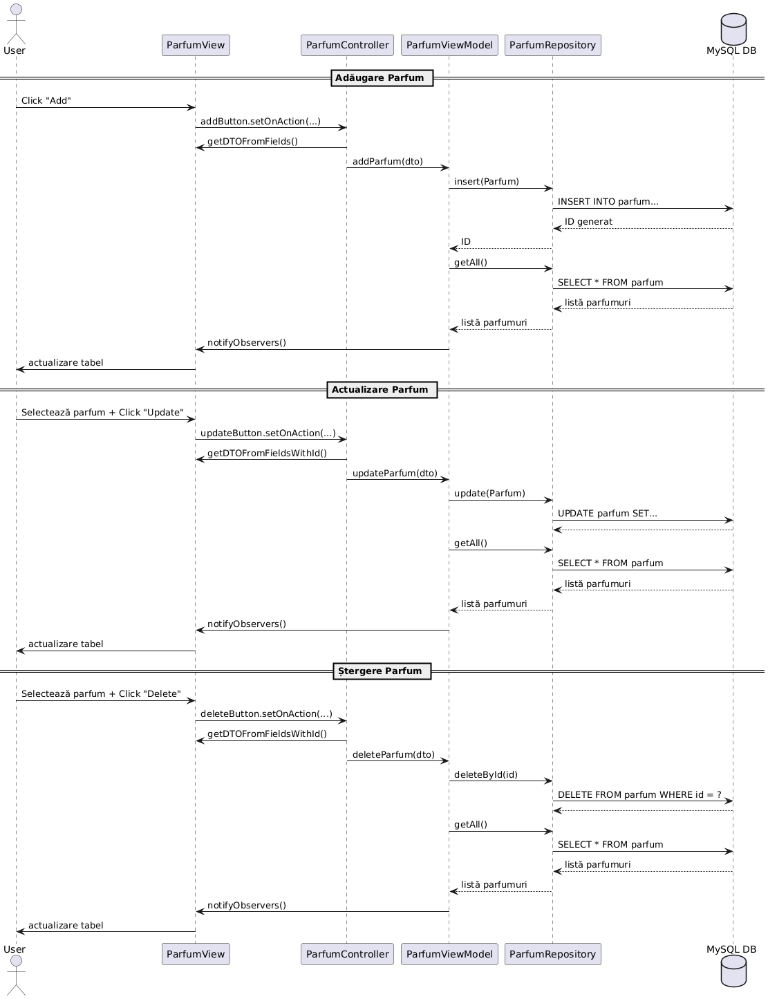 User
ParfumView
ParfumController
ParfumViewModel
ParfumRepository
MySQL DB
Adăugare Parfum
Click "Add"
addButton.setOnAction(...)
getDTOFromFields()
addParfum(dto)
insert(Parfum)
INSERT INTO parfum...
ID generat
ID
getAll()
SELECT * FROM parfum
listă parfumuri
listă parfumuri
notifyObservers()
actualizare tabel
Actualizare Parfum
Selectează parfum + Click "Update"
updateButton.setOnAction(...)
getDTOFromFieldsWithId()
updateParfum(dto)
update(Parfum)
UPDATE parfum SET...
getAll()
SELECT * FROM parfum
listă parfumuri
listă parfumuri
notifyObservers()
actualizare tabel
Ștergere Parfum
Selectează parfum + Click "Delete"
deleteButton.setOnAction(...)
getDTOFromFieldsWithId()
deleteParfum(dto)
deleteById(id)
DELETE FROM parfum WHERE id = ?
getAll()
SELECT * FROM parfum
listă parfumuri
listă parfumuri
notifyObservers()
actualizare tabel
User
ParfumView
ParfumController
ParfumViewModel
ParfumRepository
MySQL DB